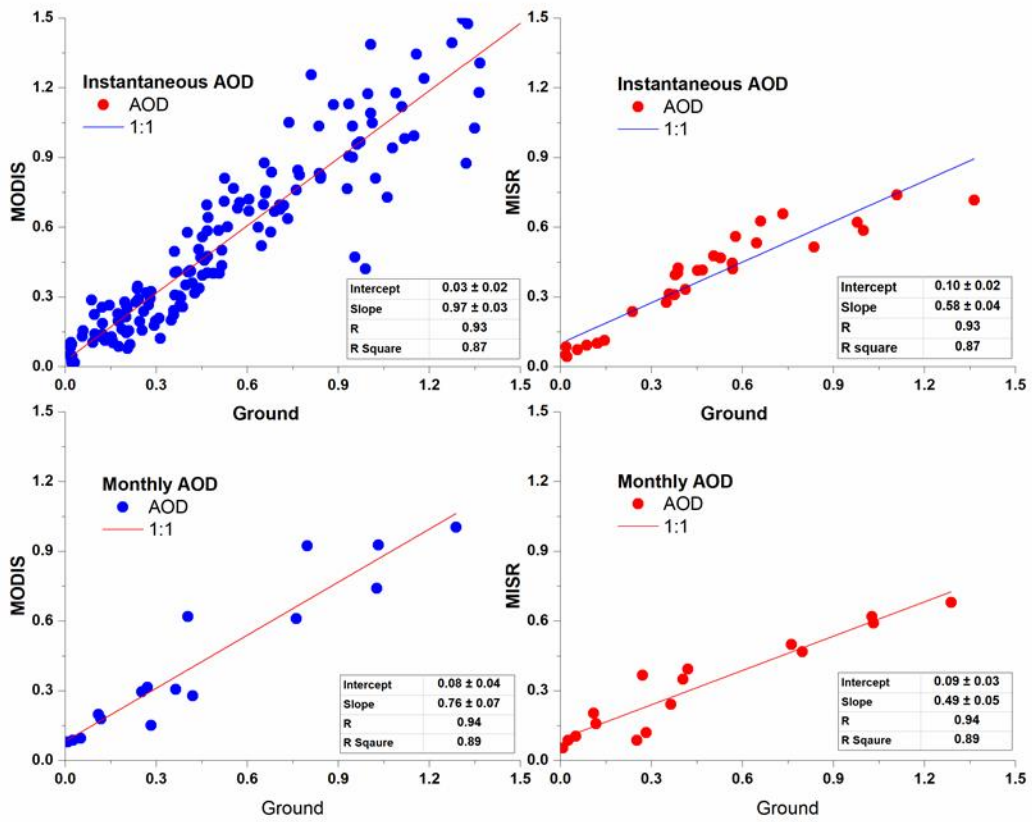 1.5
1.2
0.9
0.6
0.3
0.0
MODIS
Instantaneous AOD
AOD
1:1
Intercept 0.03 ± 0.02
Slope 0.97 ± 0.03
R 0.93
R Square 0.87
0.0 0.3 0.6 0.9 1.2 1.5
Ground
1.5
1.2
0.9
0.6
0.3
0.0
MISR
Instantaneous AOD
AOD
1:1
Intercept 0.10 ± 0.02
Slope 0.58 ± 0.04
R 0.93
R square 0.87
0.0 0.3 0.6 0.9 1.2 1.5
Ground
1.5
1.2
0.9
0.6
0.3
0.0
MODIS
Monthly AOD
AOD
1:1
Intercept 0.08 ± 0.04
Slope 0.76 ± 0.07
R 0.94
R Sqaure 0.89
0.0 0.3 0.6 0.9 1.2 1.5
Ground
1.5
1.2
0.9
0.6
0.3
0.0
MISR
Monthly AOD
AOD
1:1
Intercept 0.09 ± 0.03
Slope 0.49 ± 0.05
R 0.94
R Sqaure 0.89
0.0 0.3 0.6 0.9 1.2 1.5
Ground